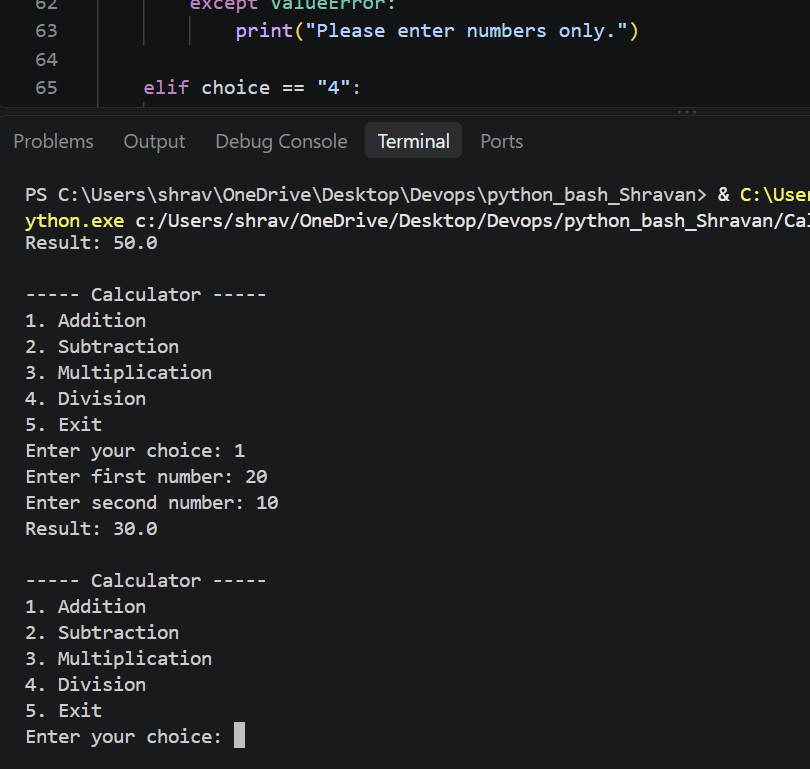 62 except ValueError:
63 print("Please enter numbers only.")
64
65 elif choice == "4":
Problems Output Debug Console Terminal Ports
PS C:\Users\shrav\OneDrive\Desktop\Devops\python_bash_Shravan> & C:\User
ython.exe c:/Users/shrav/OneDrive/Desktop/Devops/python_bash_Shravan/Cal
Result: 50.0
----- Calculator -----
1. Addition
2. Subtraction
3. Multiplication
4. Division
5. Exit
Enter your choice: 1
Enter first number: 20
Enter second number: 10
Result: 30.0
----- Calculator -----
1. Addition
2. Subtraction
3. Multiplication
4. Division
5. Exit
Enter your choice: